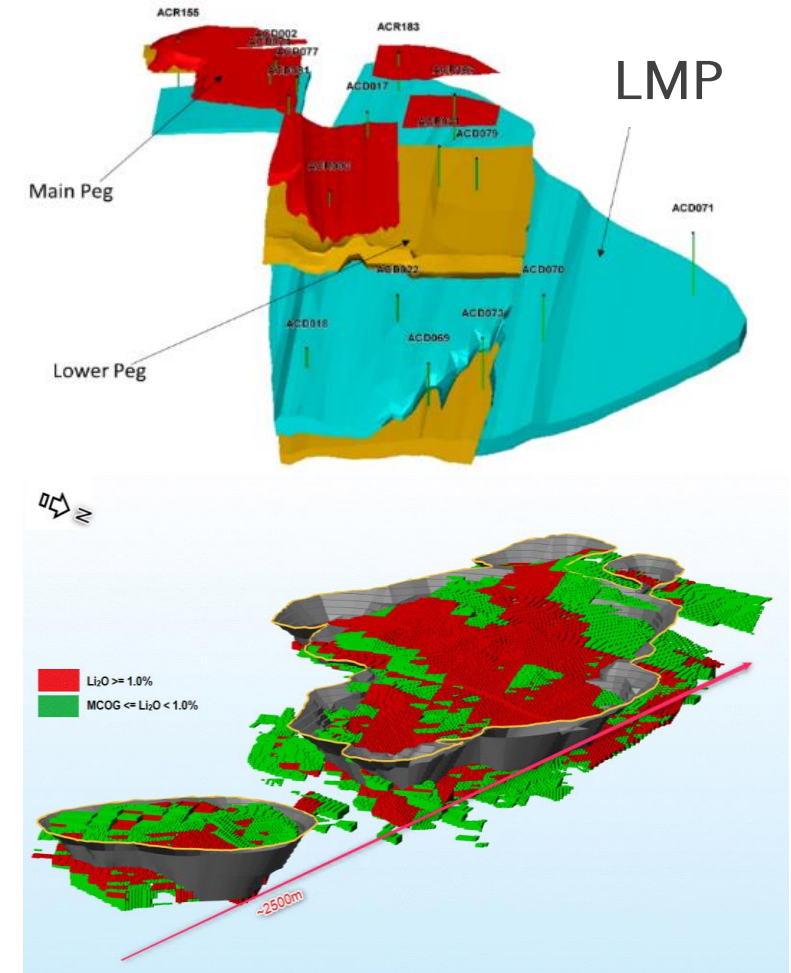 ACR155
ACD002
ACD077
ACR183
ACD017
LMP
ACD079
Main Peg
ACD071
ACD022
ACD070
ACD018
ACD073
ACD069
Lower Peg
N
Li₂O >= 1.0%
MCOG <= Li₂O < 1.0%
~2500m